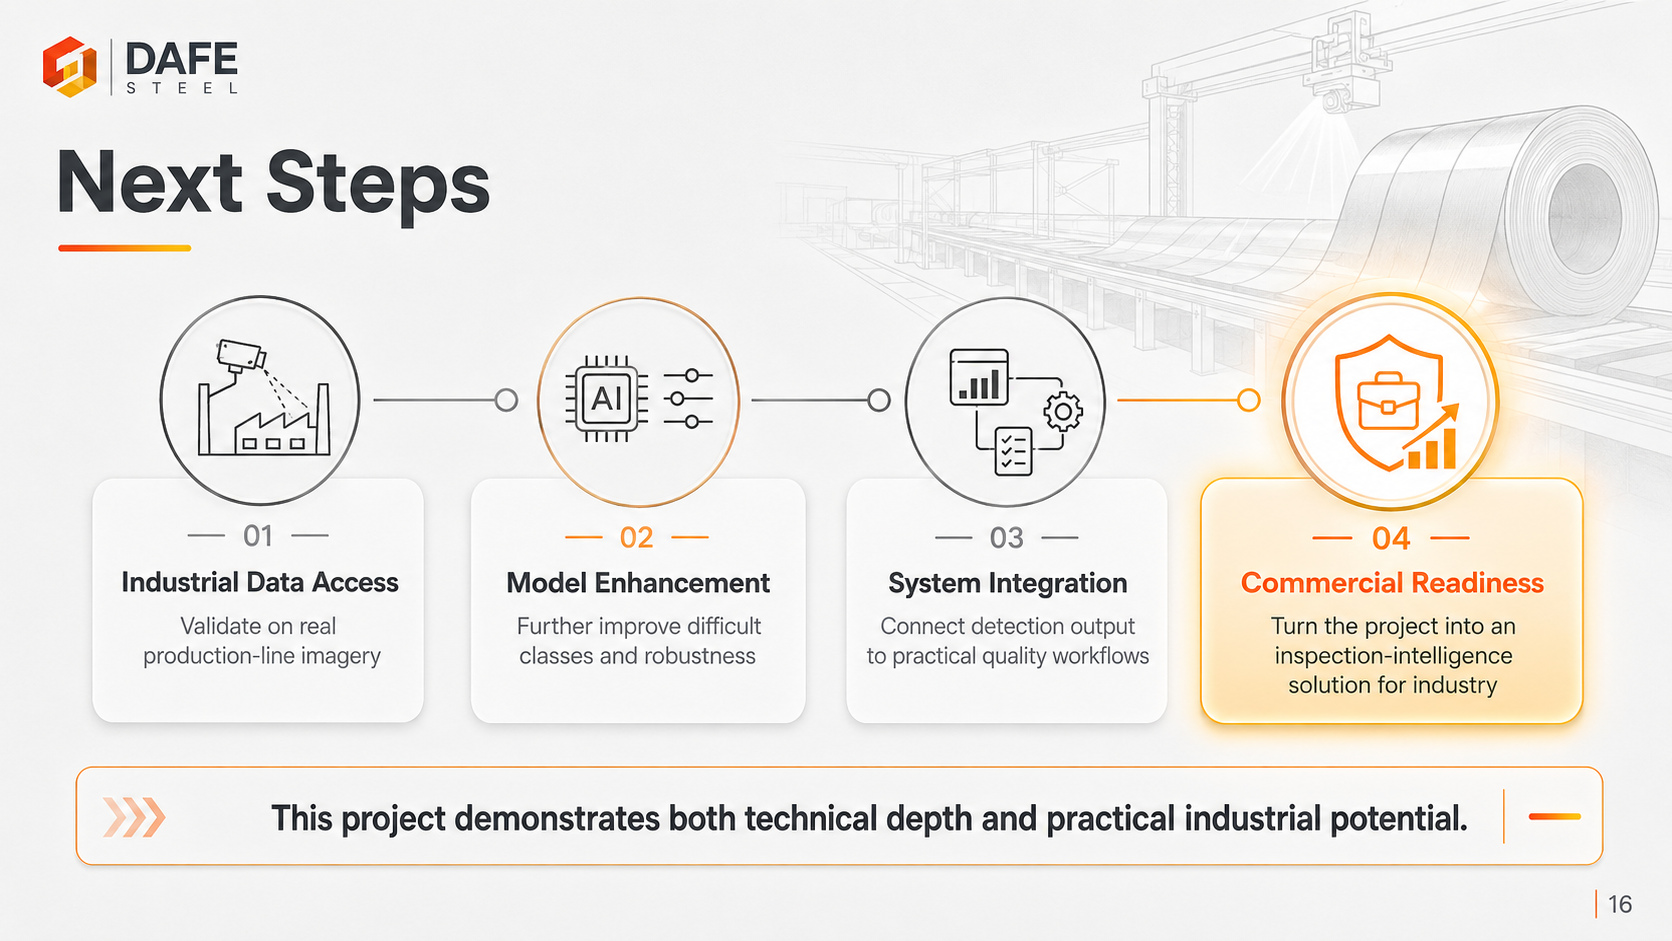 DAFE
STEEL
Next Steps
AI
01
Industrial Data Access
Validate on real
production-line imagery
02
Model Enhancement
Further improve difficult
classes and robustness
03
System Integration
Connect detection output
to practical quality workflows
04
Commercial Readiness
Turn the project into an
inspection-intelligence
solution for industry
This project demonstrates both technical depth and practical industrial potential.
16